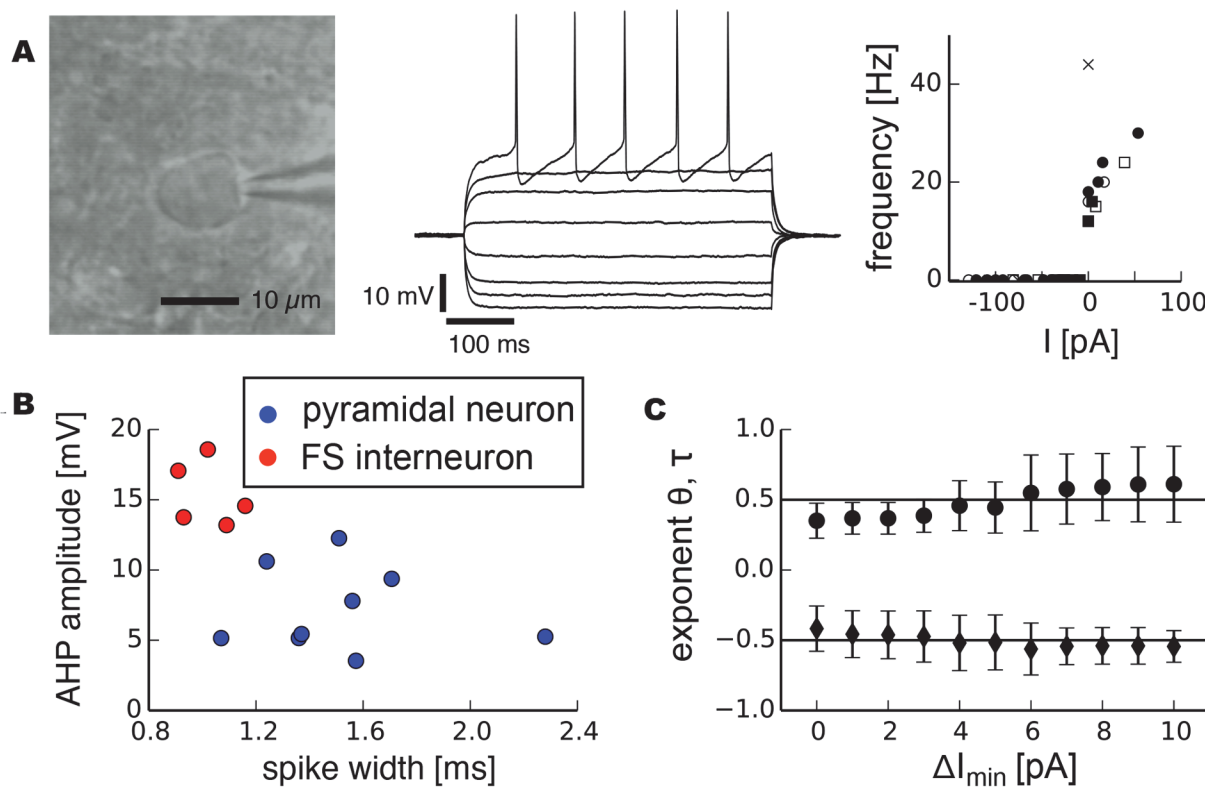 A
10 µm
10 mV
100 ms
frequency [Hz]
40
20
0
-100
0
100
I [pA]
B
pyramidal neuron
FS interneuron
AHP amplitude [mV]
20
15
10
5
0
0.8
1.2
1.6
2.0
2.4
spike width [ms]
C
exponent θ, τ
1.0
0.5
0.0
−0.5
−1.0
0
2
4
6
8
10
ΔImin [pA]